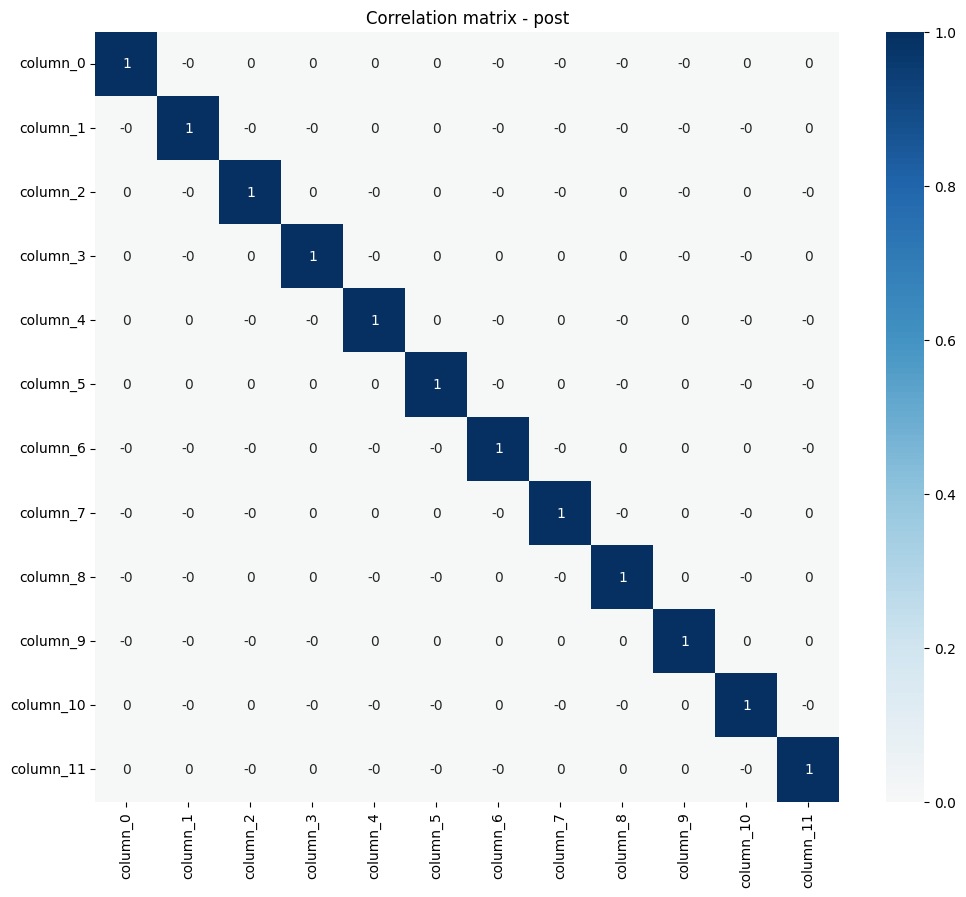 Correlation matrix - post
column_0 1 -0 0 0 0 0 -0 -0 -0 -0 0 0
column_1 -0 1 -0 -0 0 0 -0 -0 -0 -0 -0 0
column_2 0 -0 1 0 -0 0 -0 -0 0 -0 0 -0
column_3 0 -0 0 1 -0 0 0 0 0 -0 -0 0
column_4 0 0 -0 -0 1 0 -0 0 -0 0 -0 -0
column_5 0 0 0 0 0 1 -0 0 -0 0 -0 -0
column_6 -0 -0 -0 0 -0 -0 1 -0 0 0 0 -0
column_7 -0 -0 -0 0 0 0 -0 1 -0 0 -0 0
column_8 -0 -0 0 0 -0 -0 0 -0 1 0 -0 0
column_9 -0 -0 -0 -0 0 0 0 0 0 1 0 0
column_10 0 -0 0 -0 -0 -0 0 -0 -0 0 1 -0
column_11 0 0 -0 0 -0 -0 -0 0 0 0 -0 1
column_0 column_1 column_2 column_3 column_4 column_5 column_6 column_7 column_8 column_9 column_10 column_11
1.0
0.8
0.6
0.4
0.2
0.0